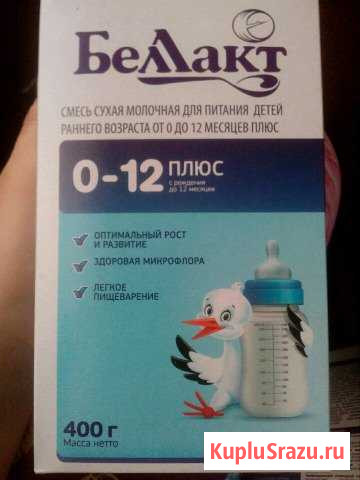 Беллакт
СМЕСЬ СУХАЯ МОЛОЧНАЯ ДЛЯ ПИТАНИЯ ДЕТЕЙ
РАННЕГО ВОЗРАСТА ОТ 0 ДО 12 МЕСЯЦЕВ ПЛЮС
0-12 ПЛЮС
с рождения
до 12 месяцев
ОПТИМАЛЬНЫЙ РОСТ
И РАЗВИТИЕ
ЗДОРОВАЯ МИКРОФЛОРА
ЛЕГКОЕ
ПИЩЕВАРЕНИЕ
400 г
Масса нетто
KupluSrazu.ru